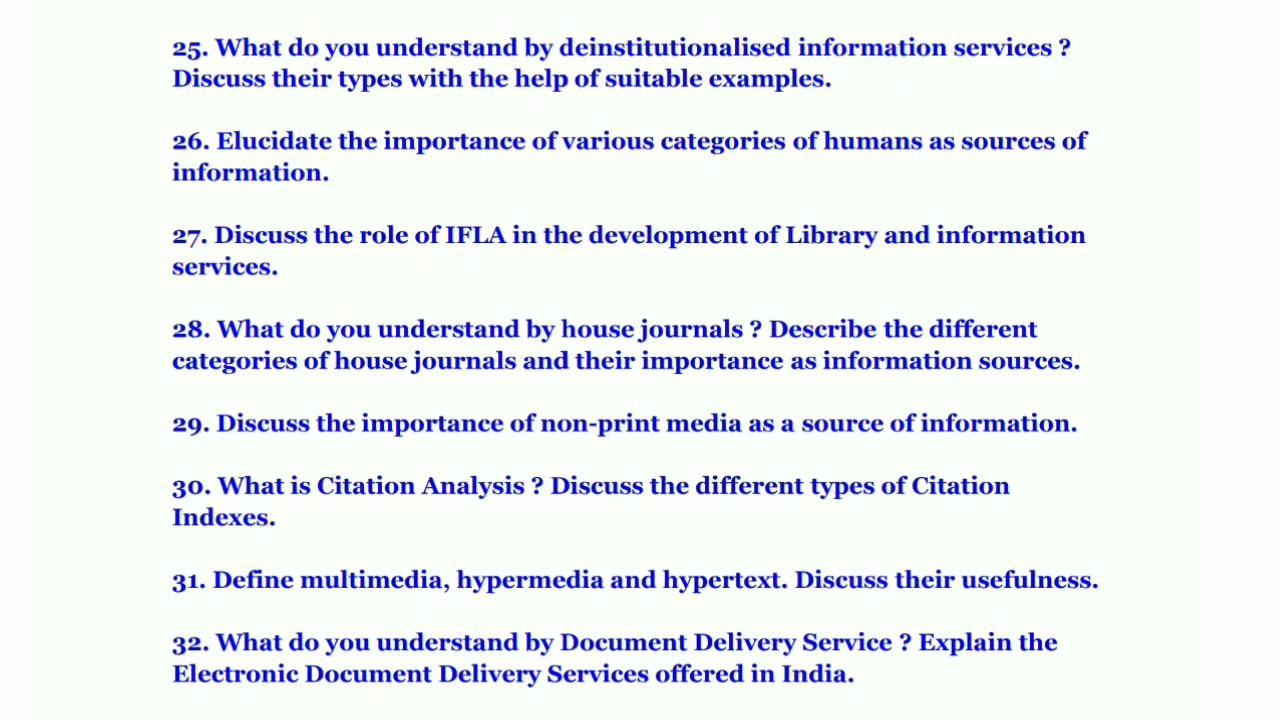 25. What do you understand by deinstitutionalised information services ?
Discuss their types with the help of suitable examples.
26. Elucidate the importance of various categories of humans as sources of
information.
27. Discuss the role of IFLA in the development of Library and information
services.
28. What do you understand by house journals ? Describe the different
categories of house journals and their importance as information sources.
29. Discuss the importance of non-print media as a source of information.
30. What is Citation Analysis ? Discuss the different types of Citation
Indexes.
31. Define multimedia, hypermedia and hypertext. Discuss their usefulness.
32. What do you understand by Document Delivery Service ? Explain the
Electronic Document Delivery Services offered in India.